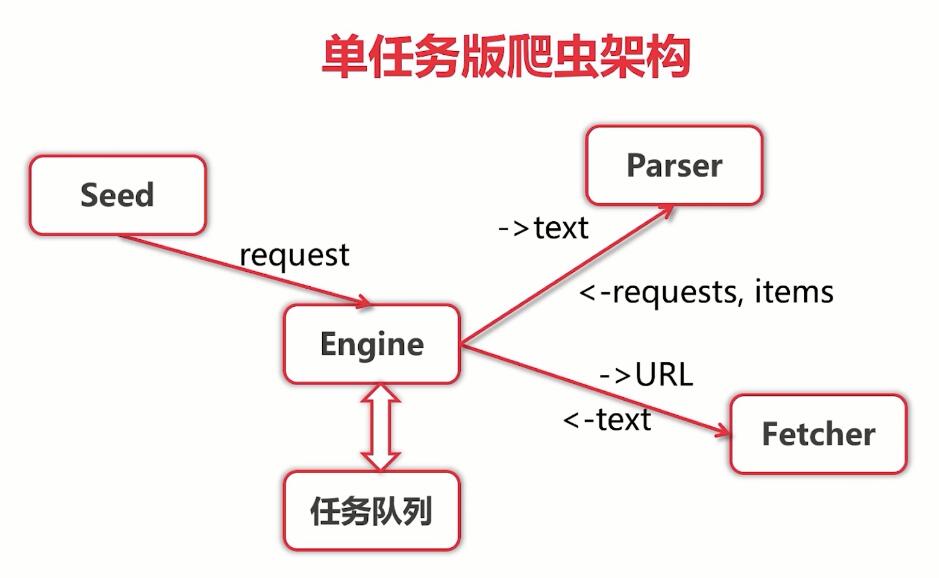 单任务版爬虫架构
Parser
Seed
->text
request
<-requests, items
Engine
->URL
<-text
Fetcher
任务队列